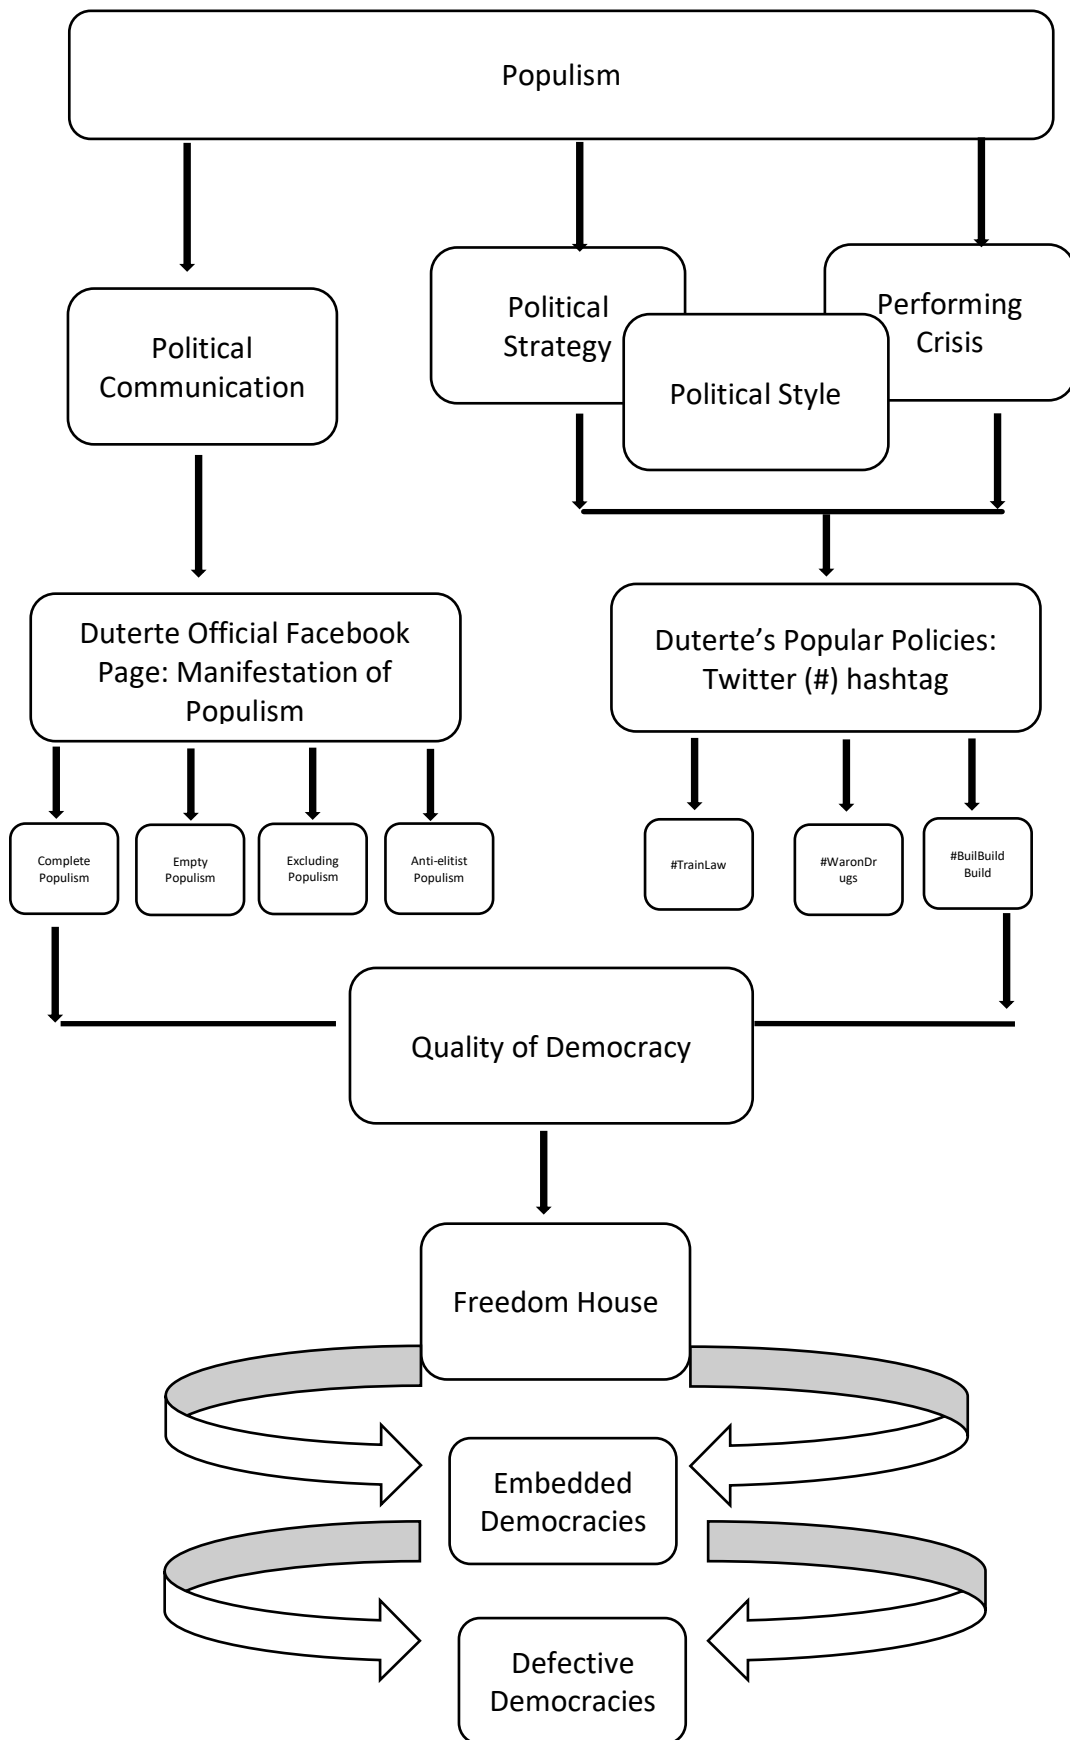 Populism
Political
Communication
Political
Strategy
Political Style
Performing
Crisis
Duterte Official Facebook
Page: Manifestation of
Populism
Duterte’s Popular Policies:
Twitter (#) hashtag
Complete
Populism
Empty
Populism
Excluding
Populism
Anti-elitist
Populism
#TrainLaw
#WaronDr
ugs
#BuilBuild
Build
Quality of Democracy
Freedom House
Embedded
Democracies
Defective
Democracies